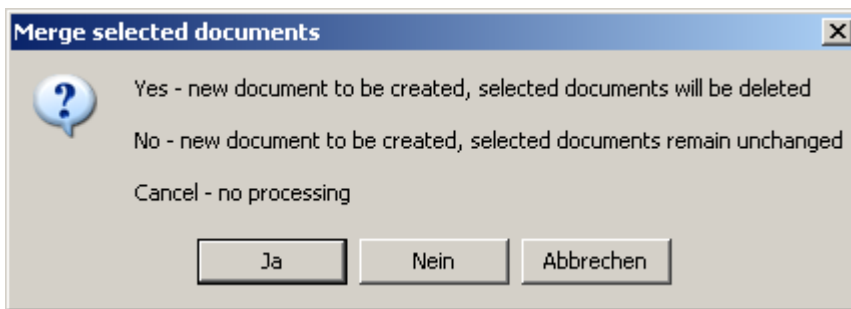 Merge selected documents
Yes - new document to be created, selected documents will be deleted
No - new document to be created, selected documents remain unchanged
Cancel - no processing
Ja
Nein
Abbrechen